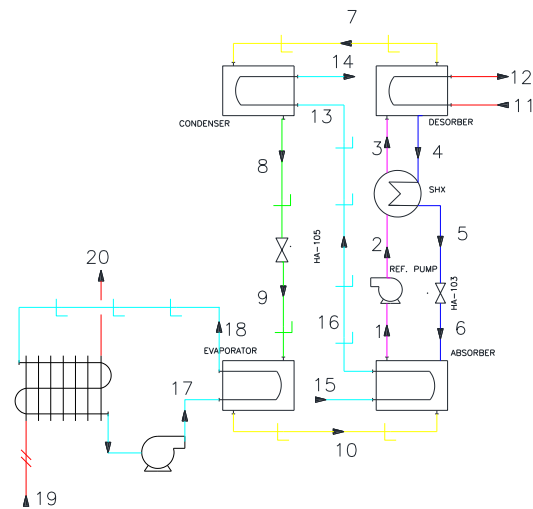 7
14
12
13
11
CONDENSER
DESORBER
3
4
8
SHX
5
HA-105
2
20
REF. PUMP
HA-103
9
16
18
1
6
EVAPORATOR
ABSORBER
17
15
10
19